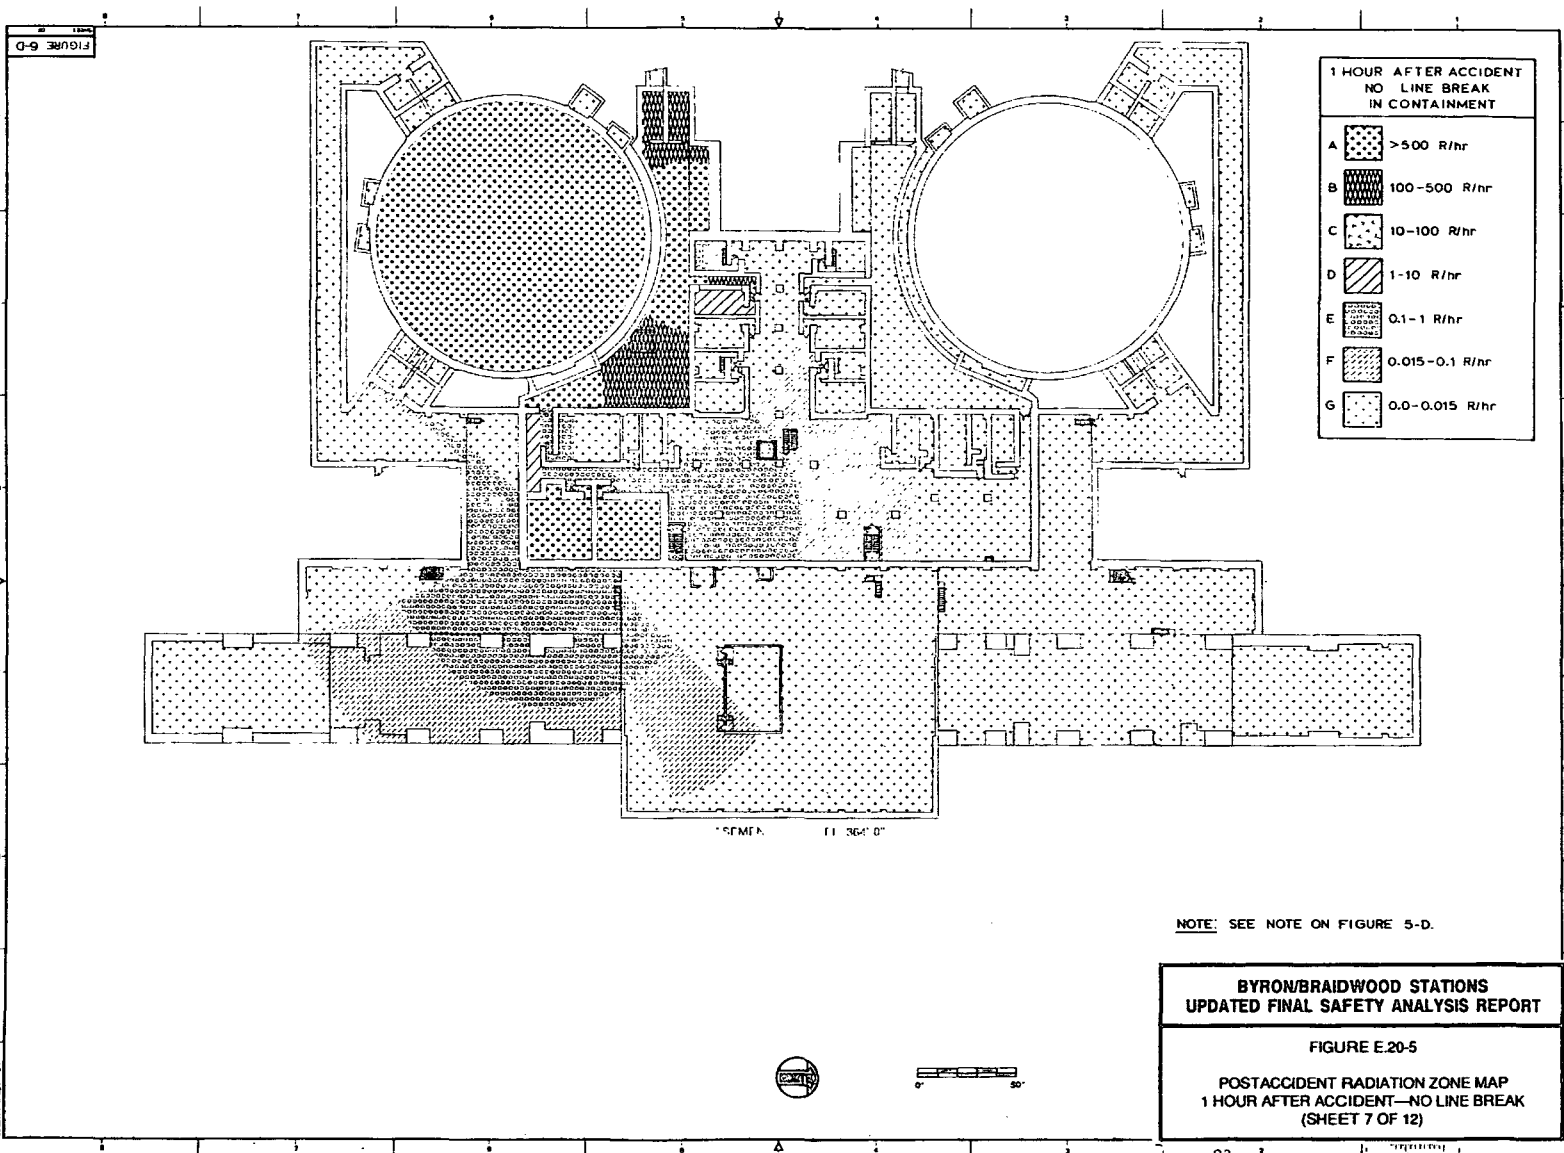 FIGURE 6-D
1 HOUR AFTER ACCIDENT
NO LINE BREAK
IN CONTAINMENT
A >500 R/hr
B 100-500 R/hr
C 10-100 R/hr
D 1-10 R/hr
E 0.1-1 R/hr
F 0.015-0.1 R/hr
G 0.0-0.015 R/hr
364' 0"
NOTE: SEE NOTE ON FIGURE 5-D.
BYRON/BRAIDWOOD STATIONS
UPDATED FINAL SAFETY ANALYSIS REPORT
FIGURE E.20-5
POSTACCIDENT RADIATION ZONE MAP
1 HOUR AFTER ACCIDENT—NO LINE BREAK
(SHEET 7 OF 12)
0' 50'